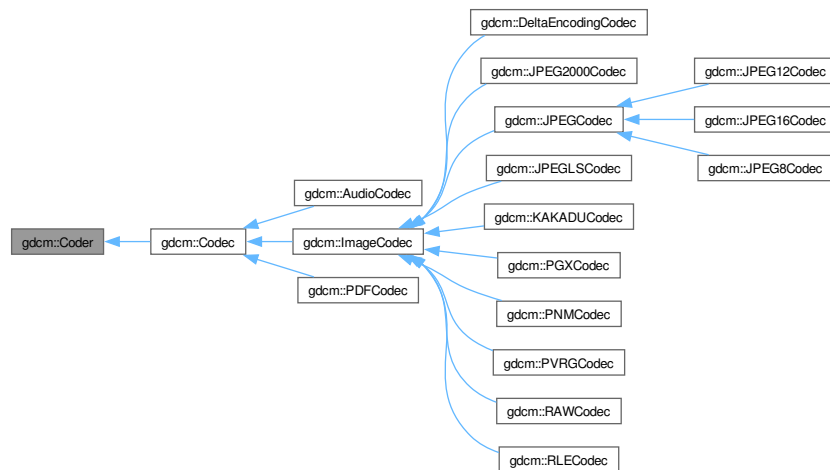 gdcm::DeltaEncodingCodec
gdcm::JPEG2000Codec
gdcm::JPEG12Codec
gdcm::JPEGCodec
gdcm::JPEG16Codec
gdcm::JPEGLSCodec
gdcm::JPEG8Codec
gdcm::AudioCodec
gdcm::KAKADUCodec
gdcm::Coder
gdcm::Codec
gdcm::ImageCodec
gdcm::PGXCodec
gdcm::PDFCodec
gdcm::PNMCodec
gdcm::PVRGCodec
gdcm::RAWCodec
gdcm::RLECodec